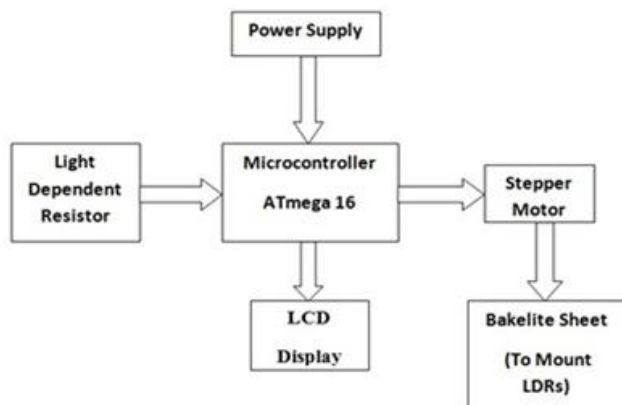 Power Supply
Light
Dependent
Resistor
Microcontroller
ATmega 16
Stepper
Motor
LCD
Display
Bakelite Sheet
(To Mount
LDRs)